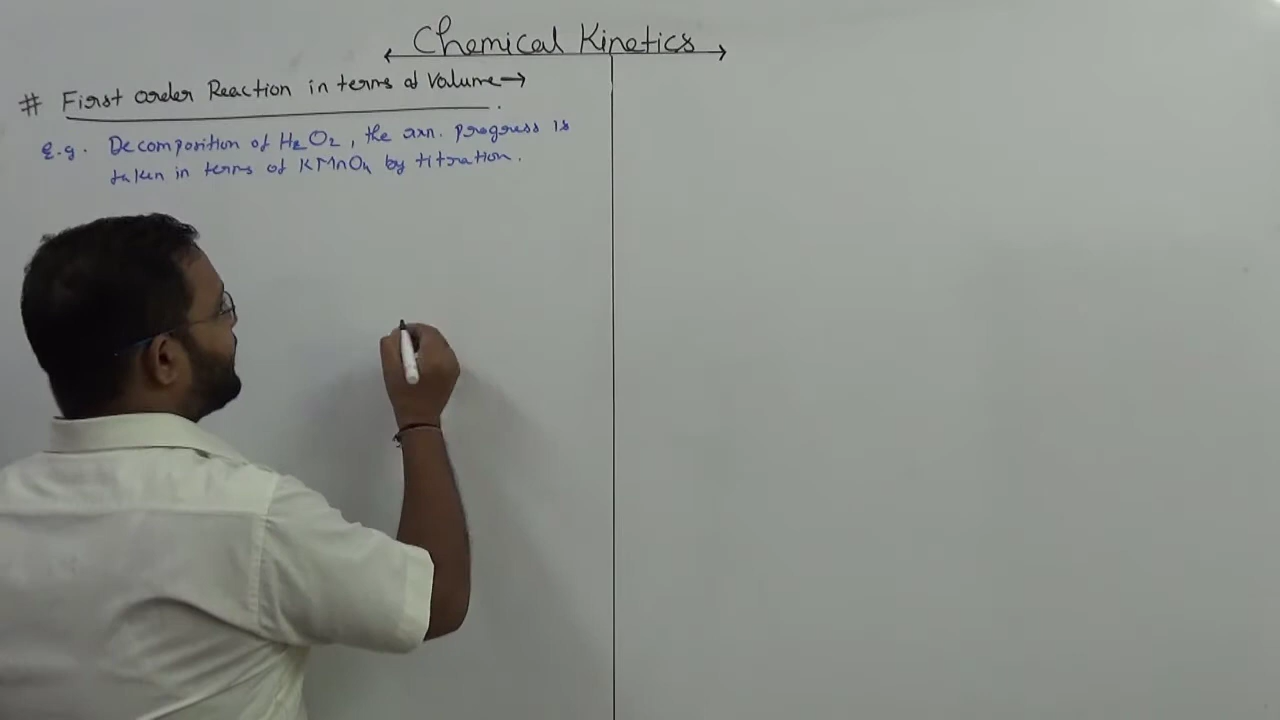 Chemical Kinetics
# First order Reaction in terms of Volume →
E.g. Decomposition of H₂O₂, the rxn. progress is
taken in terms of KMnO₄ by titration.